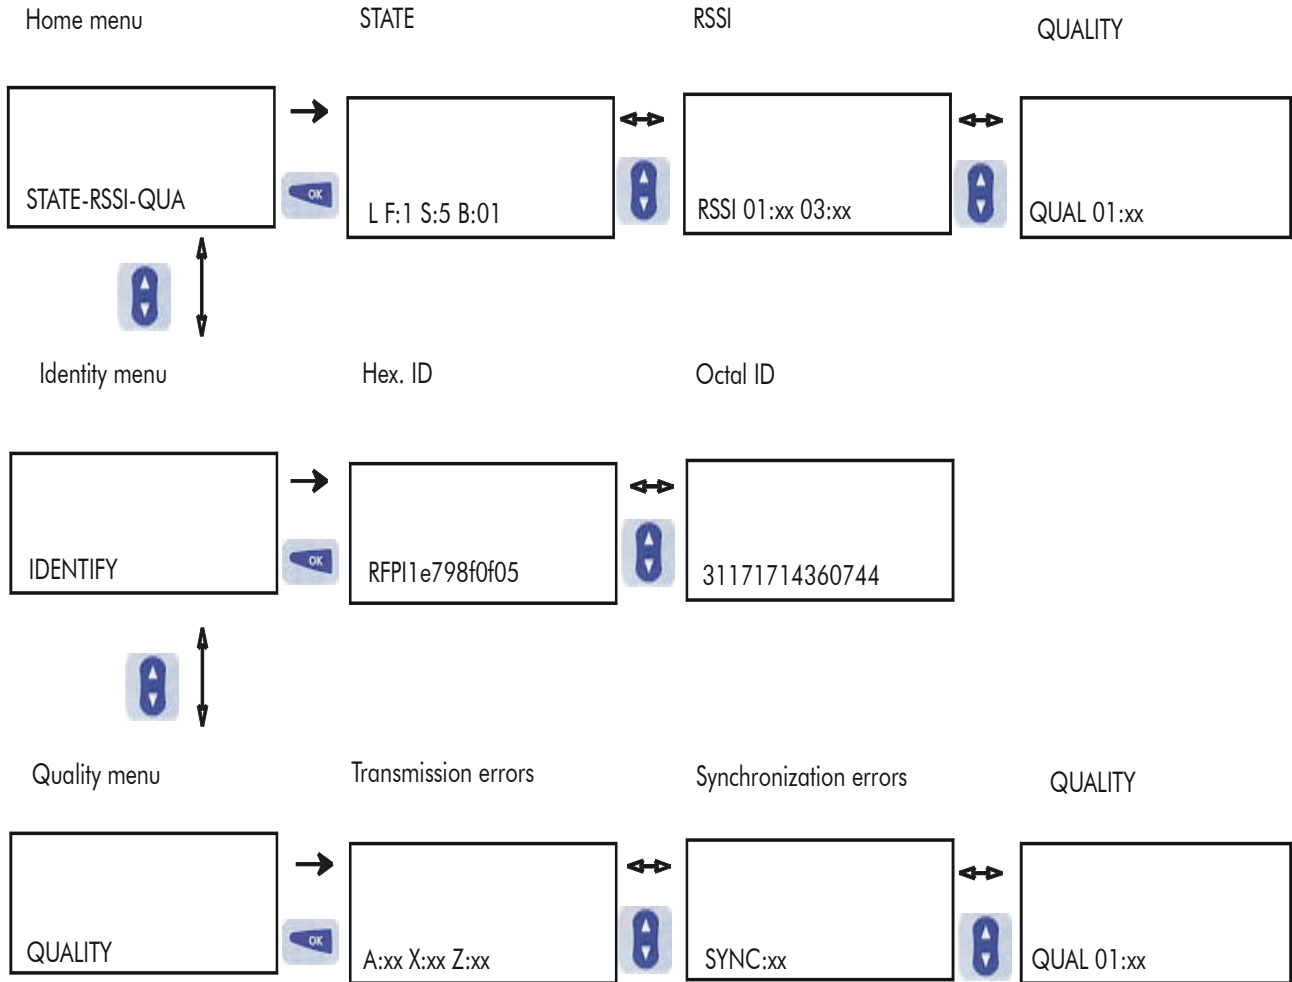 Home menu
STATE
RSSI
QUALITY
STATE-RSSI-QUA
OK
L F:1 S:5 B:01
RSSI 01:xx 03:xx
QUAL 01:xx
Identity menu
Hex. ID
Octal ID
IDENTIFY
OK
RFPI1e798f0f05
31171714360744
Quality menu
Transmission errors
Synchronization errors
QUALITY
QUALITY
OK
A:xx X:xx Z:xx
SYNC:xx
QUAL 01:xx